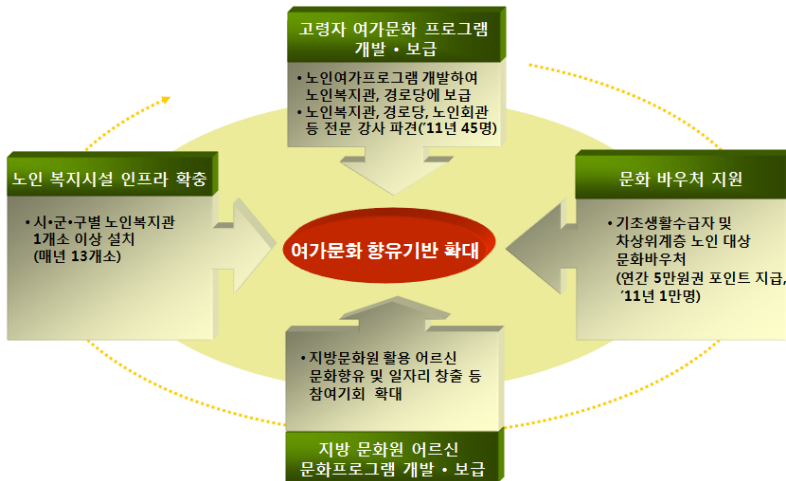 고령자 여가문화 프로그램
개발 • 보급
• 노인여가프로그램 개발하여
노인복지관, 경로당에 보급
• 노인복지관, 경로당, 노인회관
등 전문 강사 파견('11년 45명)
노인 복지시설 인프라 확충
• 시•군•구별 노인복지관
1개소 이상 설치
(매년 13개소)
여가문화 향유기반 확대
문화 바우처 지원
• 기초생활수급자 및
차상위계층 노인 대상
문화바우처
(연간 5만원권 포인트 지급,
'11년 1만명)
• 지방문화원 활용 어르신
문화향유 및 일자리 창출 등
참여기회 확대
지방 문화원 어르신
문화프로그램 개발 • 보급